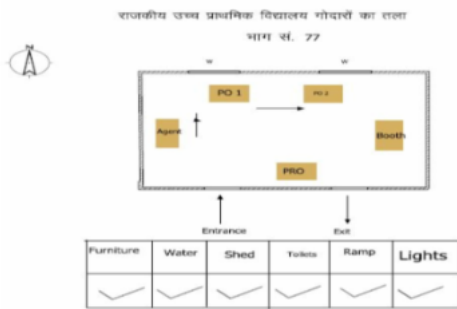 राजकीय उच्च प्राथमिक विद्यालय गोदारों का तला
भाग सं. 77
N
W W
PO 1 PO 2
Agent Booth
PRO
Entrance Exit
Furniture Water Shed Toilets Ramp Lights